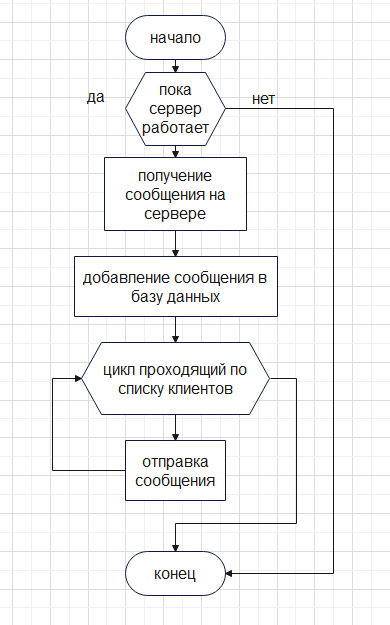 начало
пока
сервер
работает
да
нет
получение
сообщения на
сервере
добавление сообщения в
базу данных
цикл проходящий по
списку клиентов
отправка
сообщения
конец